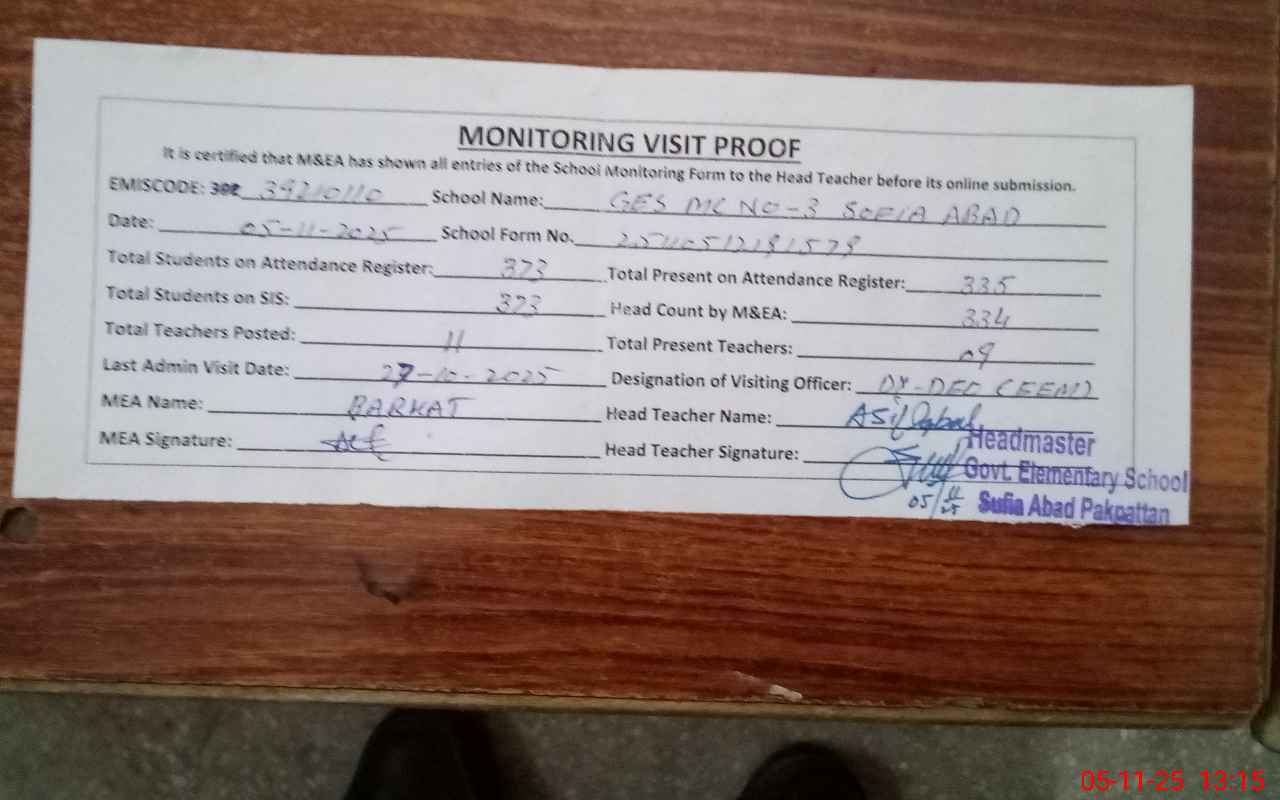 MONITORING VISIT PROOF
It is certified that M&EA has shown all entries of the School Monitoring Form to the Head Teacher before its online submission.
EMISCODE: 39210110 School Name: GES MC NO-3 SOFIA ABAD
Date: 05-11-2025 School Form No.
Total Students on Attendance Register: 373 Total Present on Attendance Register: 335
Total Students on SIS: 373 Head Count by M&EA: 334
Total Teachers Posted: 11 Total Present Teachers: 09
Last Admin Visit Date: 27-10-2025 Designation of Visiting Officer: DY-DEO (EEM)
MEA Name: BARKAT Head Teacher Name: Asif Iqbal
MEA Signature: Head Teacher Signature:
Headmaster
Govt. Elementary School
Sufia Abad Pakpattan
05/11/25
05-11-25 13:15